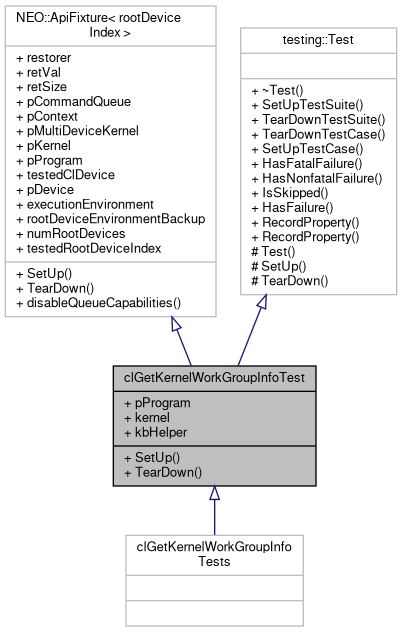 NEO::ApiFixture< rootDevice
Index >
+ restorer
+ retVal
+ retSize
+ pCommandQueue
+ pContext
+ pMultiDeviceKernel
+ pKernel
+ pProgram
+ testedClDevice
+ pDevice
+ executionEnvironment
+ rootDeviceEnvironmentBackup
+ numRootDevices
+ testedRootDeviceIndex
+ SetUp()
+ TearDown()
+ disableQueueCapabilities()
testing::Test
+ ~Test()
+ SetUpTestSuite()
+ TearDownTestSuite()
+ TearDownTestCase()
+ SetUpTestCase()
+ HasFatalFailure()
+ HasNonfatalFailure()
+ IsSkipped()
+ HasFailure()
+ RecordProperty()
+ RecordProperty()
# Test()
# SetUp()
# TearDown()
clGetKernelWorkGroupInfoTest
+ pProgram
+ kernel
+ kbHelper
+ SetUp()
+ TearDown()
clGetKernelWorkGroupInfo
Tests